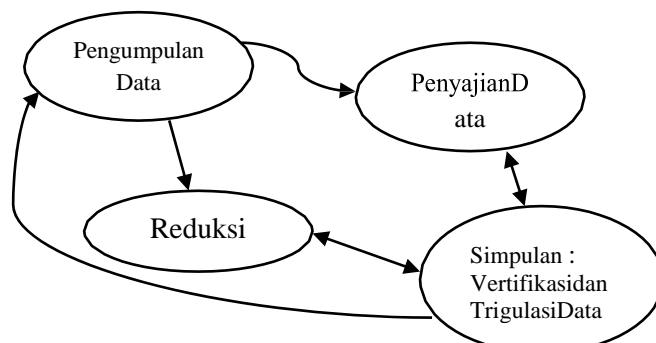 Pengumpulan
Data
PenyajianD
ata
Reduksi
Simpulan :
Vertifikasidan
TrigulasiData